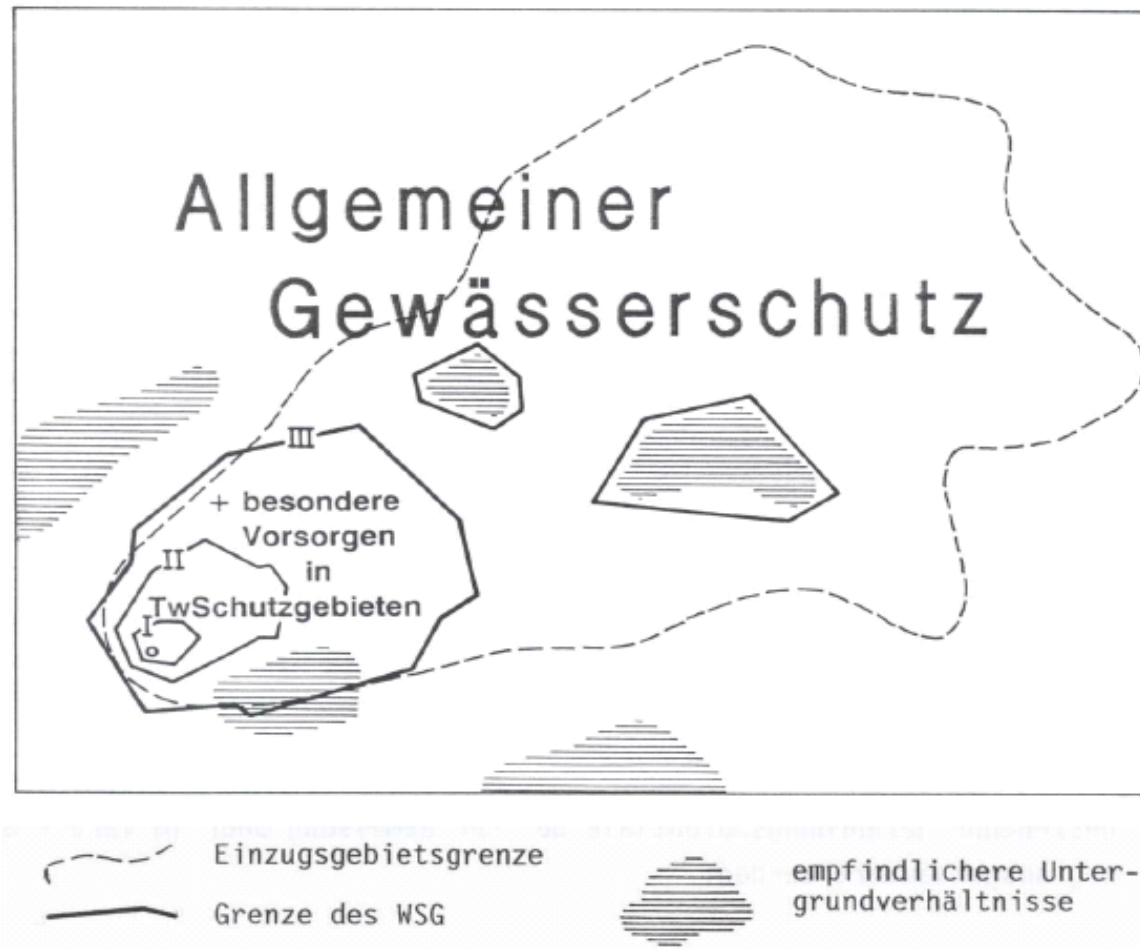 Allgemeiner
Gewässerschutz
III
+ besondere
Vorsorgen
in
TwSchutzgebieten
II
I
Einzugsgebietsgrenze
Grenze des WSG
empfindlichere Unter-
grundverhältnisse